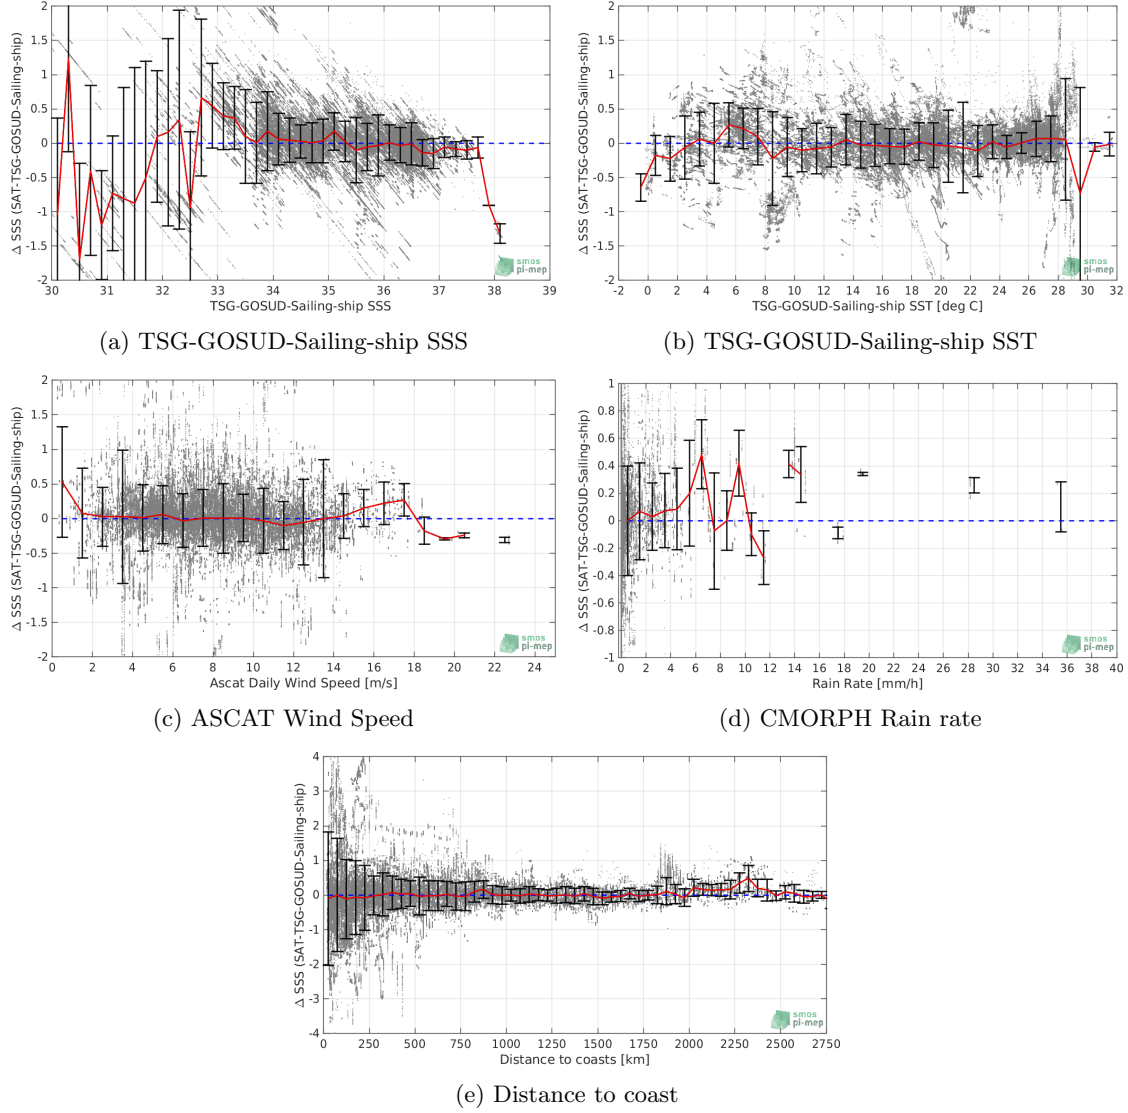 Δ SSS (SAT-TSG-GOSUD-Sailing-ship)
2
1.5
1
0.5
0
-0.5
-1
-1.5
-2
30 31 32 33 34 35 36 37 38 39
TSG-GOSUD-Sailing-ship SSS
smos
pi-mep
(a) TSG-GOSUD-Sailing-ship SSS
Δ SSS (SAT-TSG-GOSUD-Sailing-ship)
2
1.5
1
0.5
0
-0.5
-1
-1.5
-2
-2 0 2 4 6 8 10 12 14 16 18 20 22 24 26 28 30 32
TSG-GOSUD-Sailing-ship SST [deg C]
smos
pi-mep
(b) TSG-GOSUD-Sailing-ship SST
Δ SSS (SAT-TSG-GOSUD-Sailing-ship)
2
1.5
1
0.5
0
-0.5
-1
-1.5
-2
0 2 4 6 8 10 12 14 16 18 20 22 24
Ascat Daily Wind Speed [m/s]
smos
pi-mep
(c) ASCAT Wind Speed
Δ SSS (SAT-TSG-GOSUD-Sailing-ship)
1
0.8
0.6
0.4
0.2
0
-0.2
-0.4
-0.6
-0.8
-1
0 2 4 6 8 10 12 14 16 18 20 22 24 26 28 30 32 34 36 38 40
Rain Rate [mm/h]
smos
pi-mep
(d) CMORPH Rain rate
Δ SSS (SAT-TSG-GOSUD-Sailing-ship)
4
3
2
1
0
-1
-2
-3
-4
0 250 500 750 1000 1250 1500 1750 2000 2250 2500 2750
Distance to coasts [km]
smos
pi-mep
(e) Distance to coast